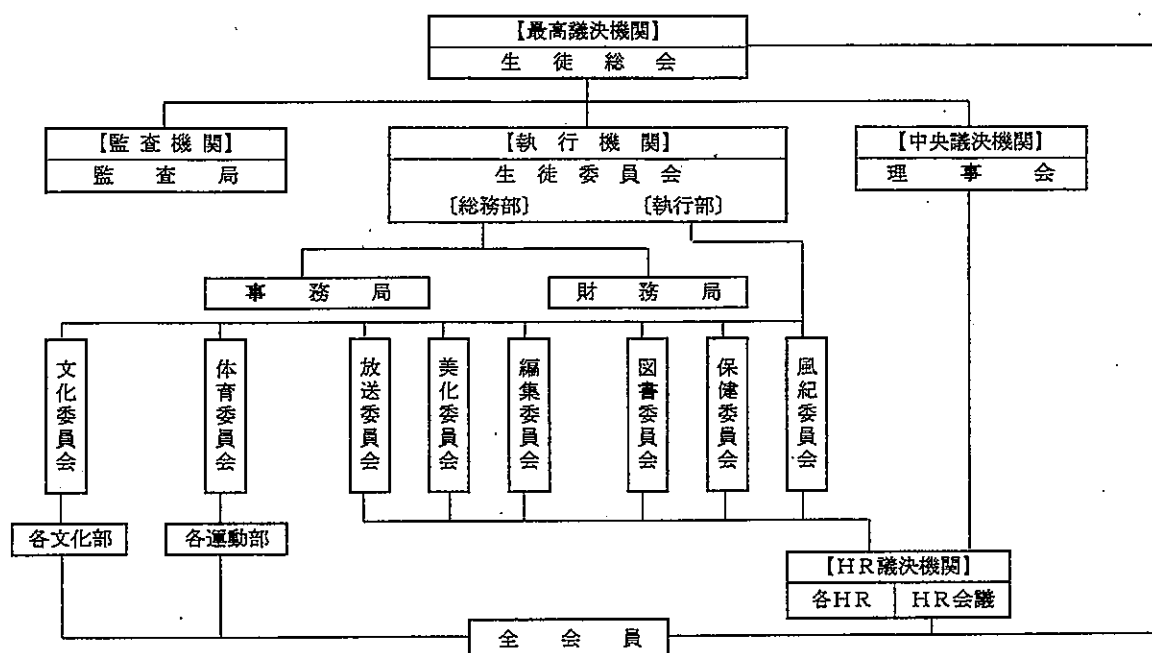 【最高議決機関】
生徒総会
【監査機関】
監査局
【執行機関】
生徒委員会
〔総務部〕 〔執行部〕
【中央議決機関】
理事会
事務局
財務局
文化委員会
体育委員会
放送委員会
美化委員会
編集委員会
図書委員会
保健委員会
風紀委員会
各文化部
各運動部
【HR議決機関】
各HR
HR会議
全会員